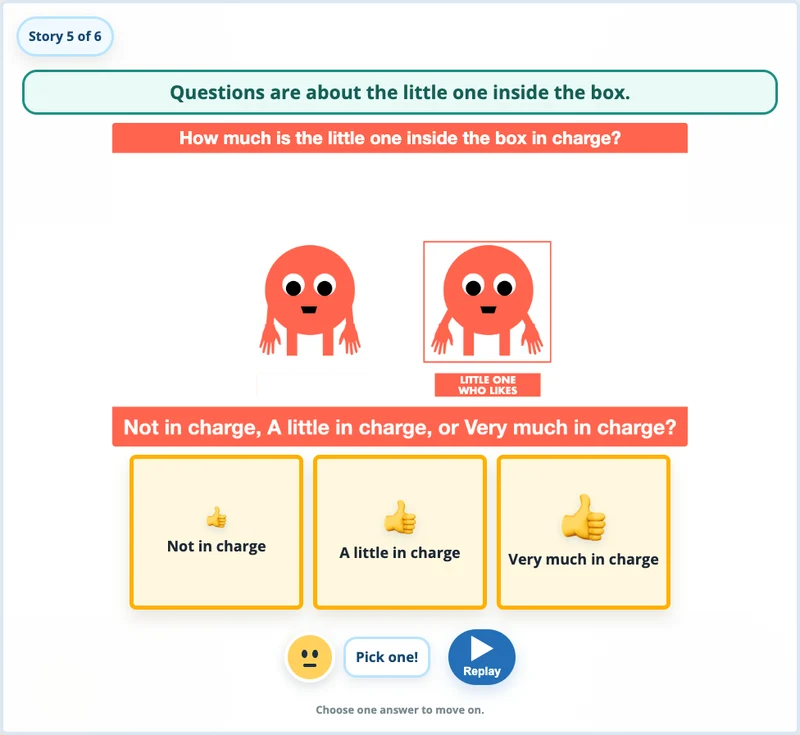 Story 5 of 6
Questions are about the little one inside the box.
How much is the little one inside the box in charge?
LITTLE ONE
WHO LIKES
Not in charge, A little in charge, or Very much in charge?
Not in charge
A little in charge
Very much in charge
Pick one!
Replay
Choose one answer to move on.